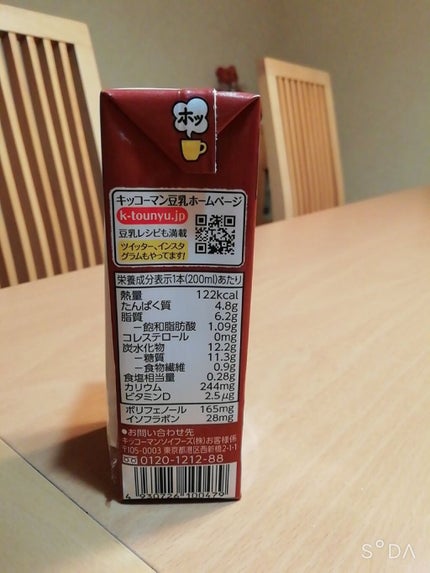 ホッ
キッコーマン豆乳ホームページ
k-tounyu.jp
豆乳レシピも満載
ツイッター、インスタ
グラムもやってます!
栄養成分表示1本(200ml)あたり
熱量 122kcal
たんぱく質 4.8g
脂質 6.2g
−飽和脂肪酸 1.09g
コレステロール 0mg
炭水化物 12.2g
−糖質 11.3g
−食物繊維 0.9g
食塩相当量 0.28g
カリウム 244mg
ビタミンD 2.5μg
ポリフェノール 165mg
イソフラボン 28mg
●お問い合わせ先
キッコーマンソイフーズ(株)お客様係
〒105-0003 東京都港区西新橋2-1-1
0120-1212-88
4 930726 100479
SODA